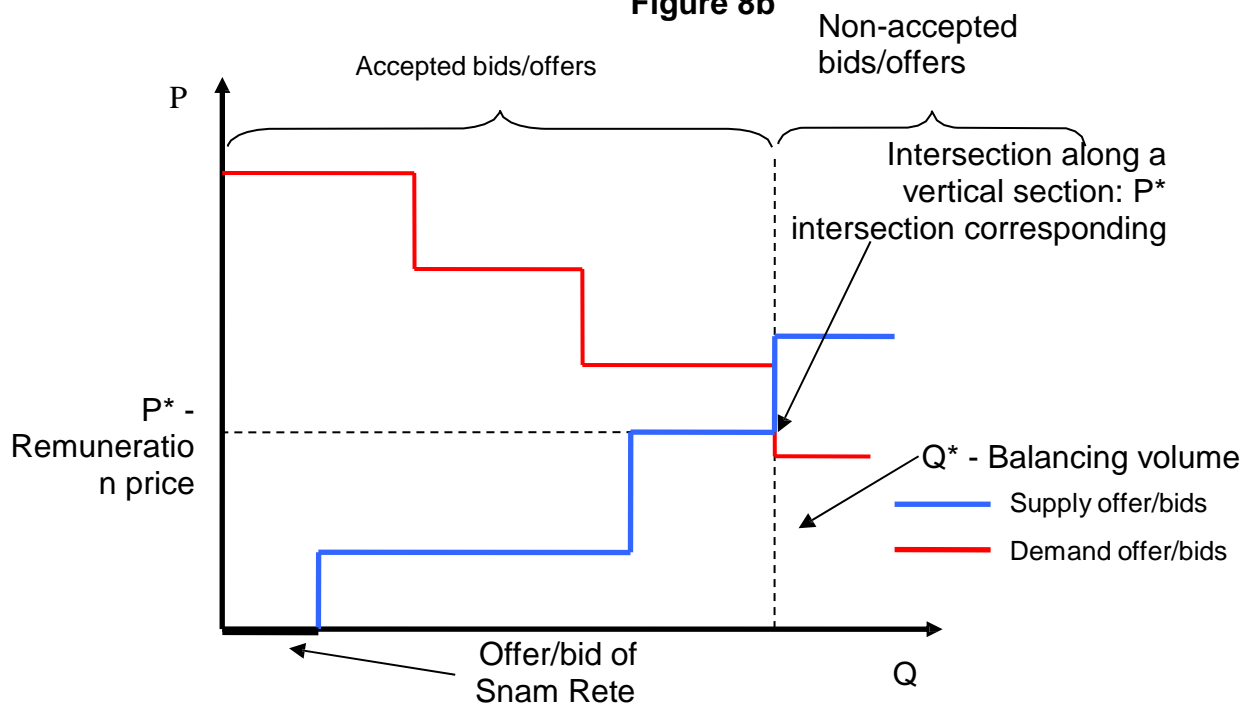 Figure 8b
Non-accepted
bids/offers
Accepted bids/offers
P
Intersection along a
vertical section: P*
intersection corresponding
P* -
Remuneratio
n price
Q* - Balancing volume
Supply offer/bids
Demand offer/bids
Offer/bid of
Snam Rete
Q